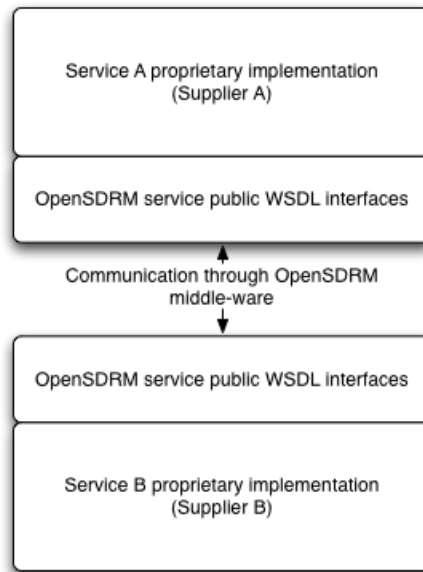 Service A proprietary implementation
(Supplier A)
OpenSDRM service public WSDL interfaces
Communication through OpenSDRM
middle-ware
OpenSDRM service public WSDL interfaces
Service B proprietary implementation
(Supplier B)